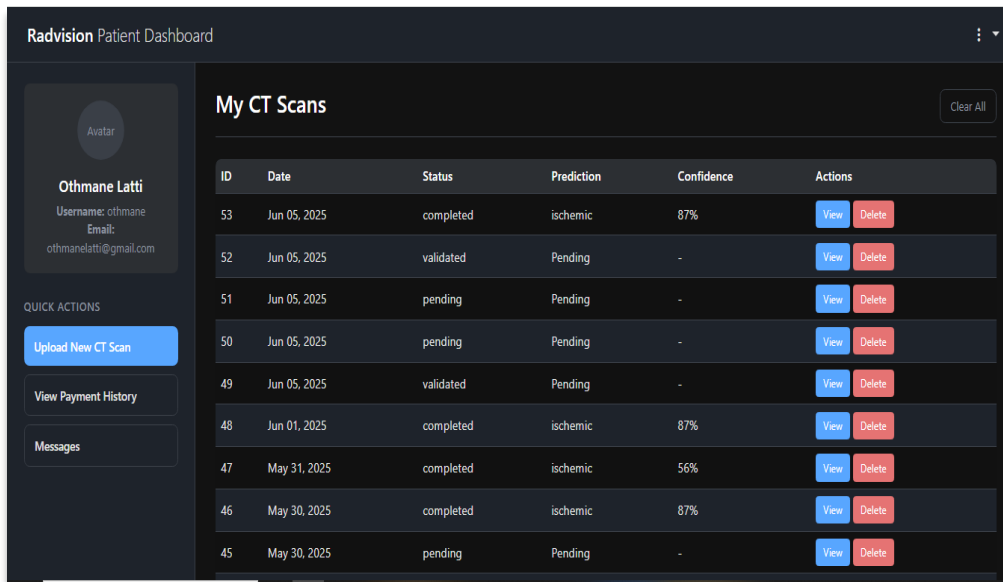 Radvision Patient Dashboard
Avatar
Othmane Latti
Username: othmane
Email:
othmanelatti@gmail.com
QUICK ACTIONS
Upload New CT Scan
View Payment History
Messages
My CT Scans
Clear All
ID Date Status Prediction Confidence Actions
53 Jun 05, 2025 completed ischemic 87% View Delete
52 Jun 05, 2025 validated Pending - View Delete
51 Jun 05, 2025 pending Pending - View Delete
50 Jun 05, 2025 pending Pending - View Delete
49 Jun 05, 2025 validated Pending - View Delete
48 Jun 01, 2025 completed ischemic 87% View Delete
47 May 31, 2025 completed ischemic 56% View Delete
46 May 30, 2025 completed ischemic 87% View Delete
45 May 30, 2025 pending Pending - View Delete